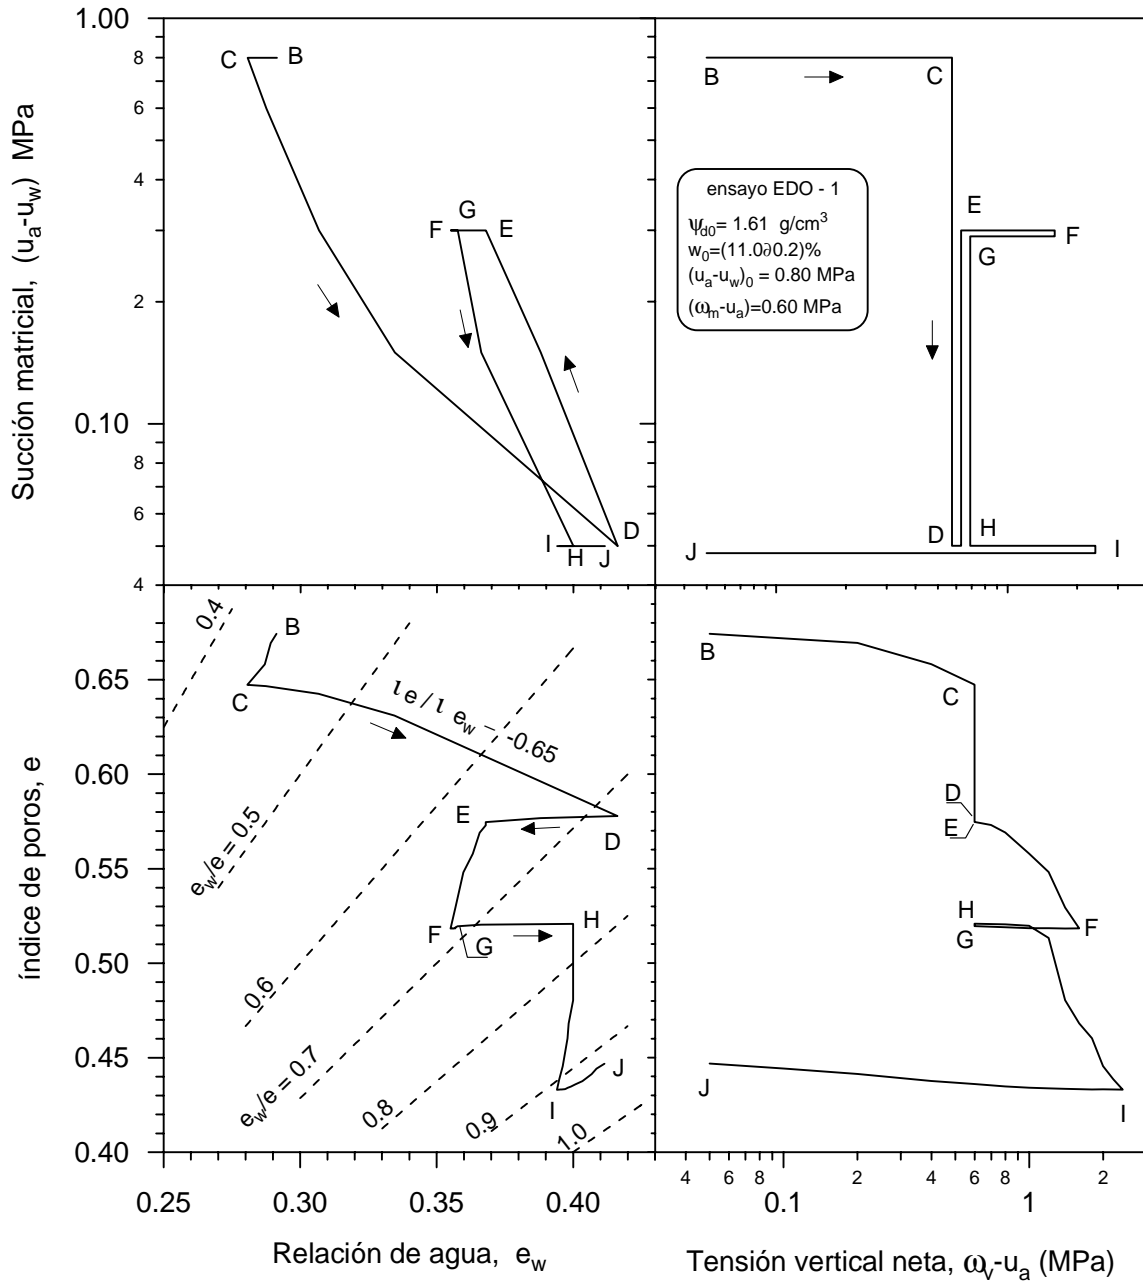 1.00
8
6
4
2
0.10
8
6
4
Succión matricial, (ua-uw) MPa
C
B
G
F
E
D
I
H
J
B
C
ensayo EDO - 1
ψd0= 1.61 g/cm3
w0=(11.0∂0.2)%
(ua-uw)0 = 0.80 MPa
(ωm-ua)=0.60 MPa
E
F
G
D
H
J
I
0.65
0.60
0.55
0.50
0.45
0.40
índice de poros, e
0.4
B
C
ι e / ι ew ~ -0.65
ew/e = 0.5
E
D
F
G
H
0.6
ew/e = 0.7
0.8
0.9
1.0
J
I
B
C
D
E
H
G
F
J
I
0.25
0.30
0.35
0.40
4
6
8
0.1
2
4
6
8
1
2
Relación de agua, ew
Tensión vertical neta, ωv-ua (MPa)